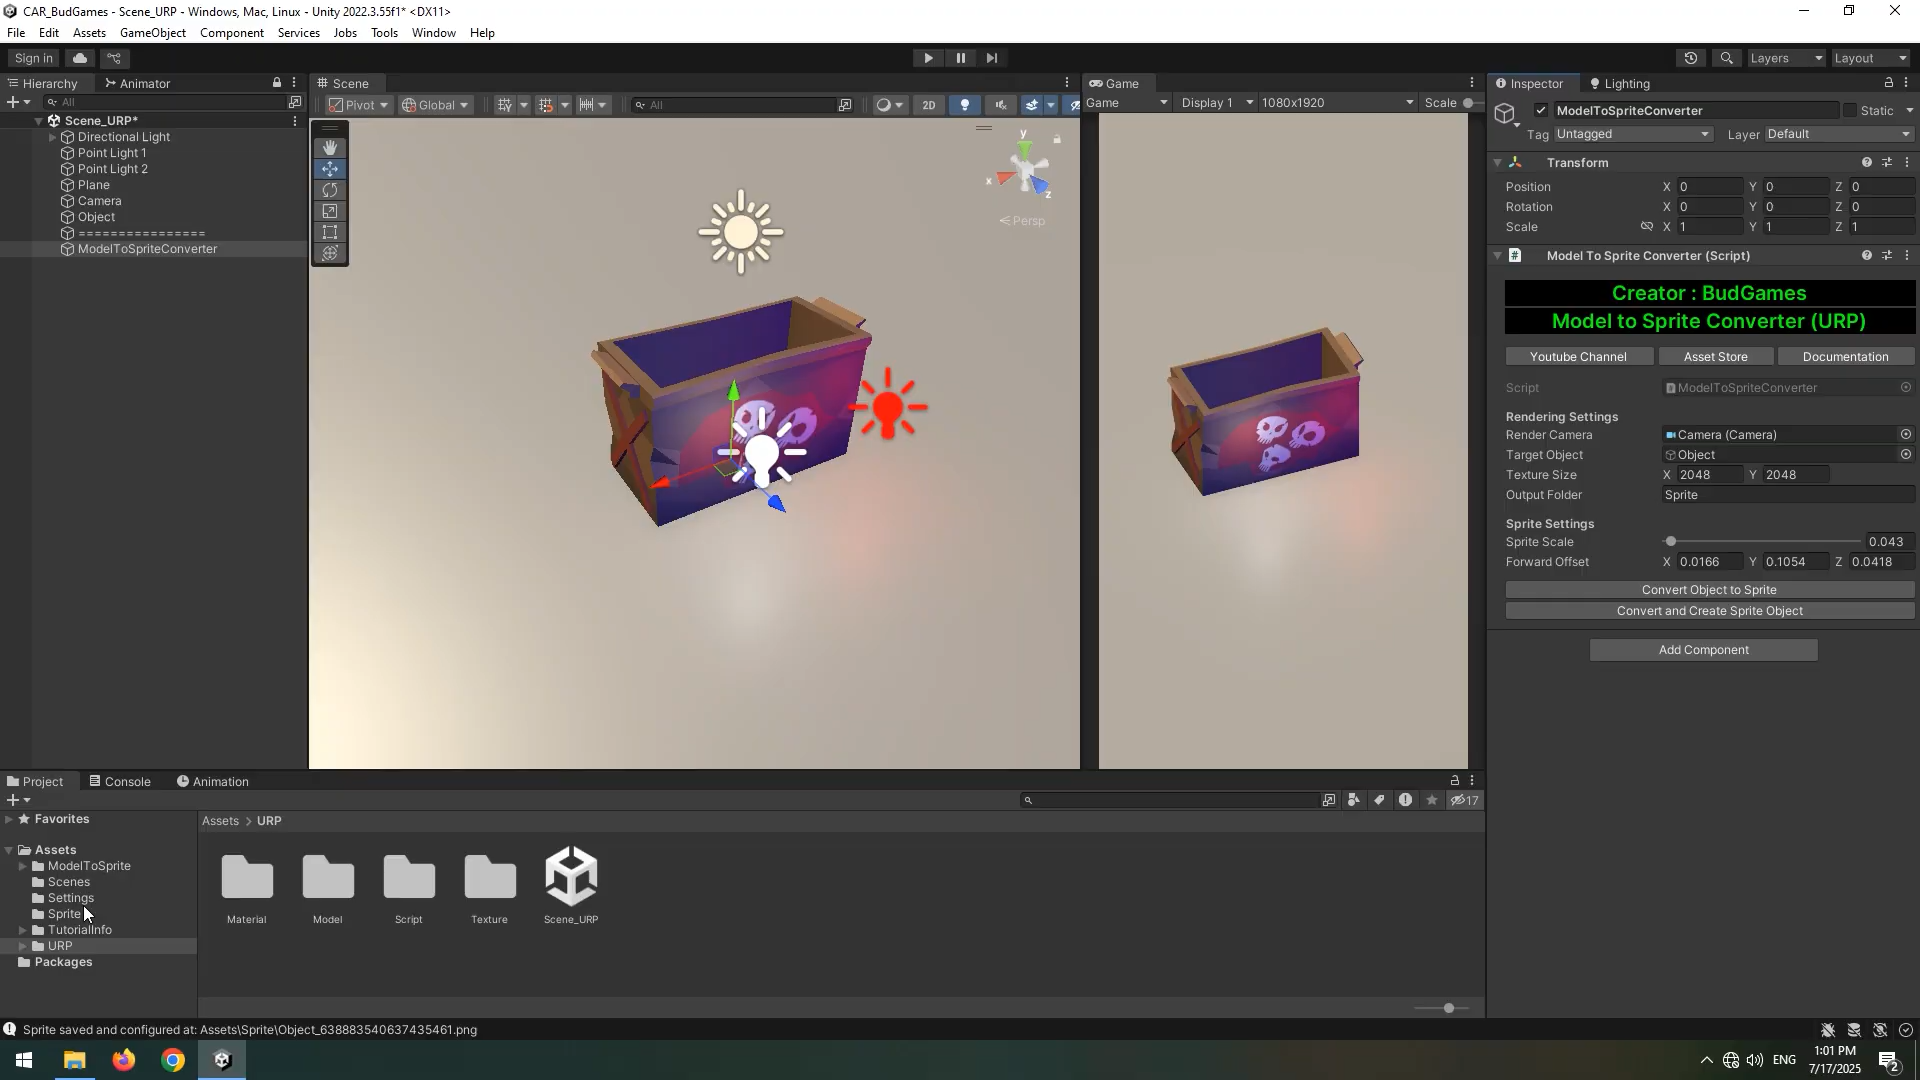 CAR_BudGames - Scene_URP - Windows, Mac, Linux - Unity 2022.3.55f1* <DX11>
File Edit Assets GameObject Component Services Jobs Tools Window Help
Sign in
Layers
Layout
Hierarchy
Animator
Scene
Game
Inspector
Lighting
All
Pivot
Global
All
2D
Game
Display 1
1080x1920
Scale
Scene_URP*
Directional Light
Point Light 1
Point Light 2
Plane
Camera
Object
================
ModelToSpriteConverter
y
x
z
Persp
ModelToSpriteConverter
Static
Tag Untagged
Layer Default
Transform
Position X 0 Y 0 Z 0
Rotation X 0 Y 0 Z 0
Scale X 1 Y 1 Z 1
# Model To Sprite Converter (Script)
Creator : BudGames
Model to Sprite Converter (URP)
Youtube Channel
Asset Store
Documentation
Script ModelToSpriteConverter
Rendering Settings
Render Camera Camera (Camera)
Target Object Object
Texture Size X 2048 Y 2048
Output Folder Sprite
Sprite Settings
Sprite Scale 0.043
Forward Offset X 0.0166 Y 0.1054 Z 0.0418
Convert Object to Sprite
Convert and Create Sprite Object
Add Component
Project
Console
Animation
17
Favorites
Assets
ModelToSprite
Scenes
Settings
Sprite
TutorialInfo
URP
Packages
Assets > URP
Material
Model
Script
Texture
Scene_URP
Sprite saved and configured at: Assets\Sprite\Object_638883540637435461.png
ENG
1:01 PM
7/17/2025
2